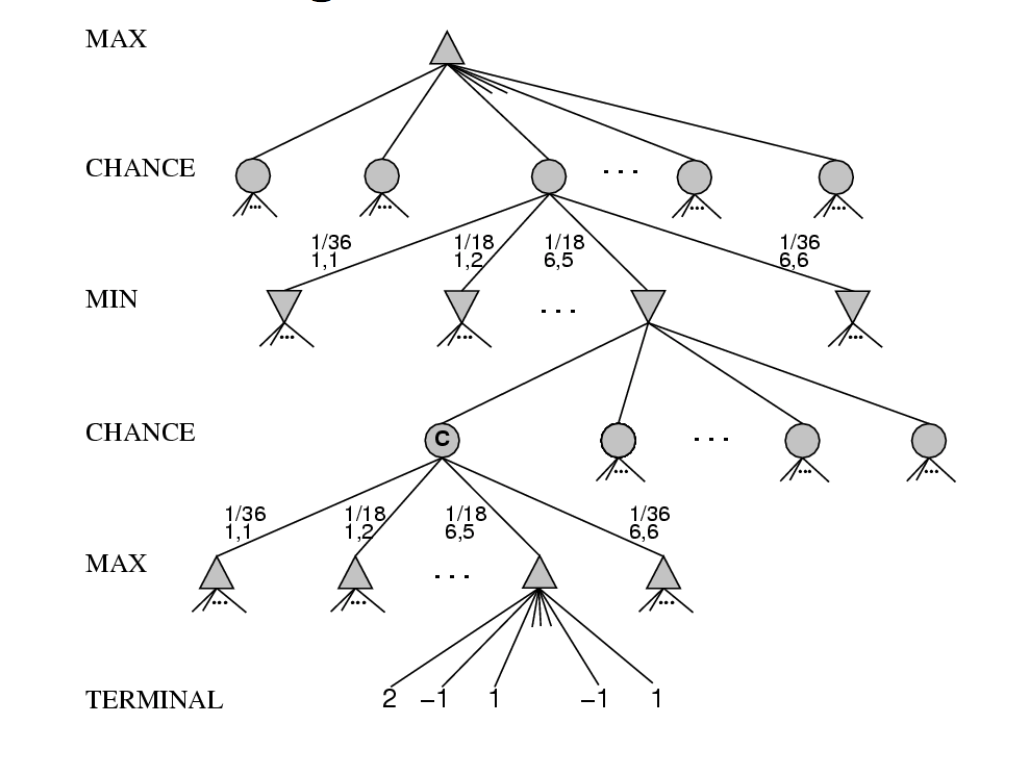 MAX
CHANCE
...
... ... ... ... ...
1/36 1/18 1/18 1/36
1,1 1,2 6,5 6,6
MIN
...
... ... ...
CHANCE
C
...
... ... ...
1/36 1/18 1/18 1/36
1,1 1,2 6,5 6,6
MAX
...
... ... ...
TERMINAL 2 –1 1 –1 1